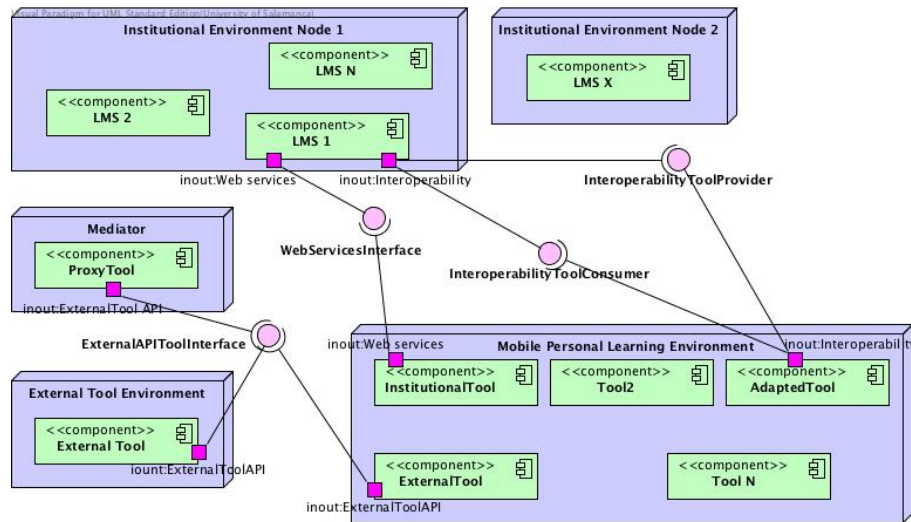 Visual Paradigm for UML Standard Edition(University of Salamanca)
Institutional Environment Node 1
<<component>>
LMS N
<<component>>
LMS 2
<<component>>
LMS 1
inout:Web services
inout:Interoperability
Institutional Environment Node 2
<<component>>
LMS X
InteroperabilityToolProvider
WebServicesInterface
InteroperabilityToolConsumer
Mediator
<<component>>
ProxyTool
inout:ExternalTool API
ExternalAPIToolInterface
External Tool Environment
<<component>>
External Tool
iount:ExternalToolAPI
Mobile Personal Learning Environment
inout:Web services
inout:Interoperability
<<component>>
InstitutionalTool
<<component>>
Tool2
<<component>>
AdaptedTool
<<component>>
ExternalTool
<<component>>
Tool N
inout:ExternalToolAPI